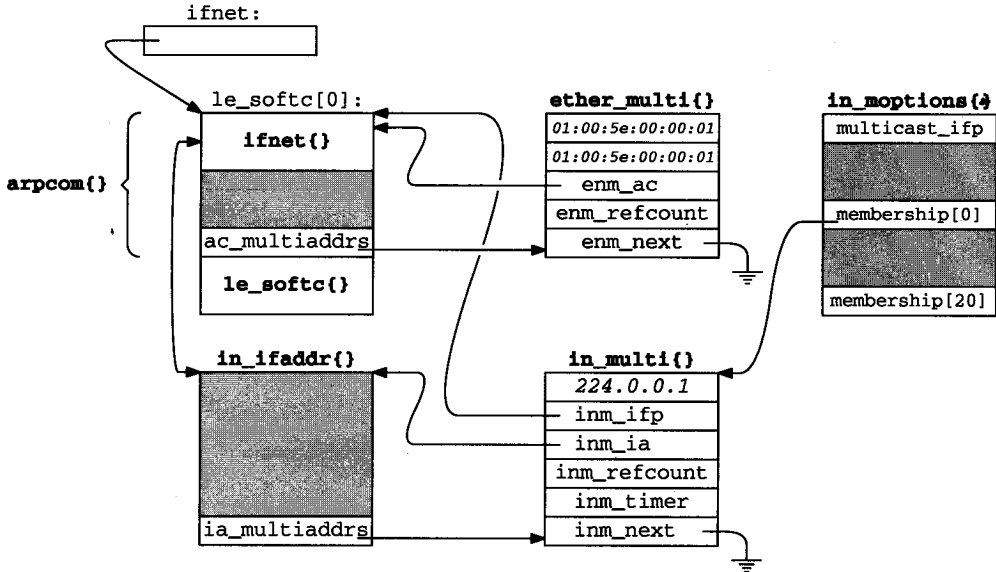 ifnet:
le_softc[0]:
ifnet{}
arpcom{}
ac_multiaddrs
le_softc{}
ether_multi{}
01:00:5e:00:00:01
01:00:5e:00:00:01
enm_ac
enm_refcount
enm_next
in_moptions{}
multicast_ifp
membership[0]
membership[20]
in_ifaddr{}
ia_multiaddrs
in_multi{}
224.0.0.1
inm_ifp
inm_ia
inm_refcount
inm_timer
inm_next